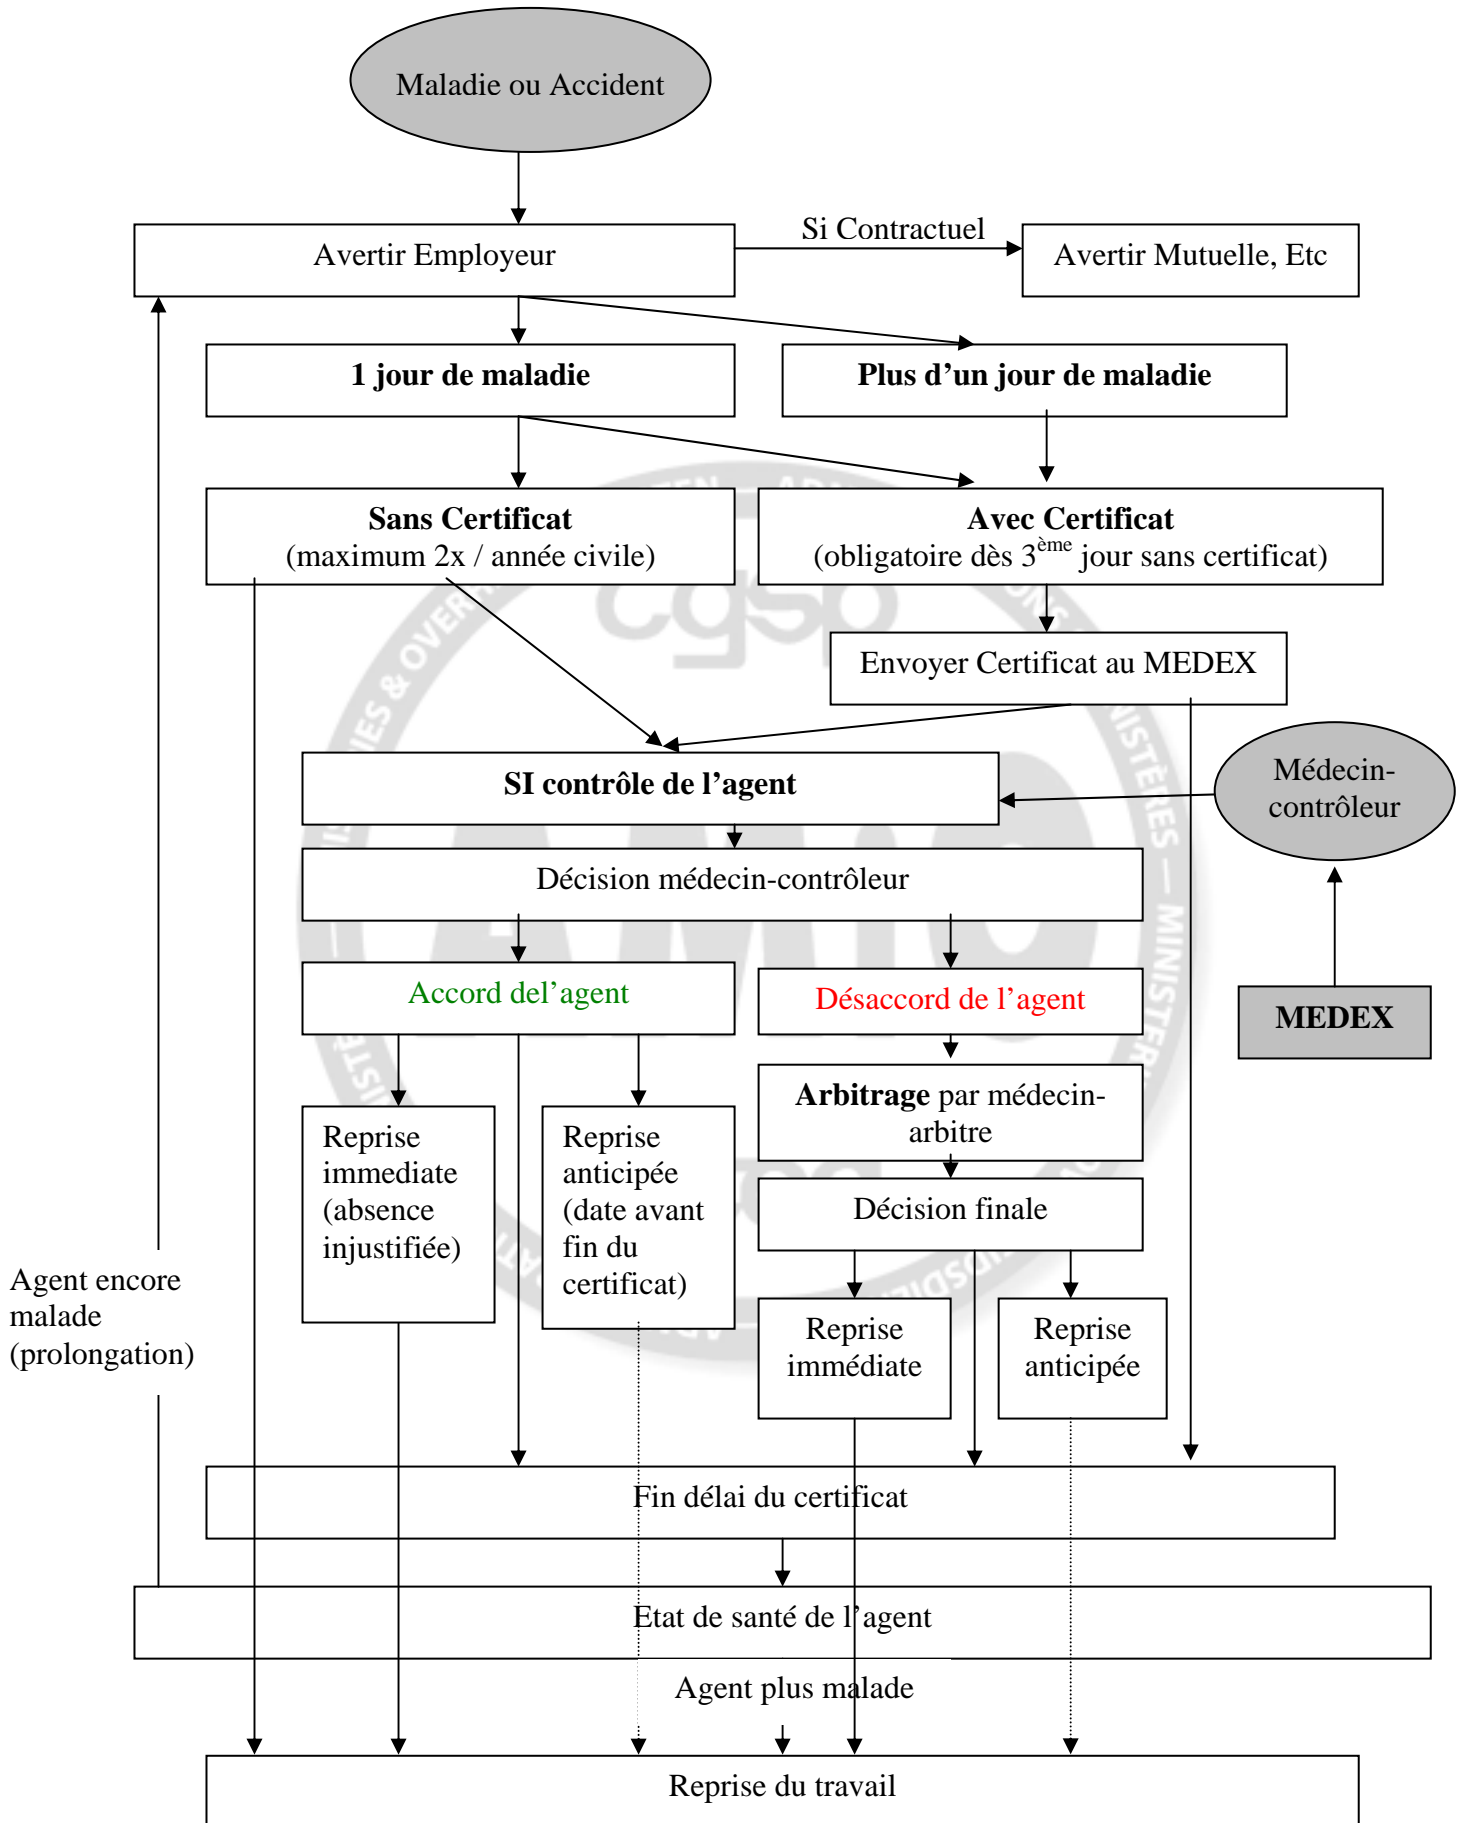 Maladie ou Accident
Avertir Employeur
Si Contractuel
Avertir Mutuelle, Etc
1 jour de maladie
Plus d’un jour de maladie
Sans Certificat
(maximum 2x / année civile)
Avec Certificat
(obligatoire dès 3ème jour sans certificat)
cgsp
Envoyer Certificat au MEDEX
SI contrôle de l’agent
Médecin-
contrôleur
Décision médecin-contrôleur
AMiO
Accord del’agent
Désaccord de l’agent
MEDEX
Arbitrage par médecin-
arbitre
Reprise
immediate
(absence
injustifiée)
Reprise
anticipée
(date avant
fin du
certificat)
Décision finale
Agent encore
malade
(prolongation)
Reprise
immédiate
Reprise
anticipée
Fin délai du certificat
Etat de santé de l’agent
Agent plus malade
Reprise du travail